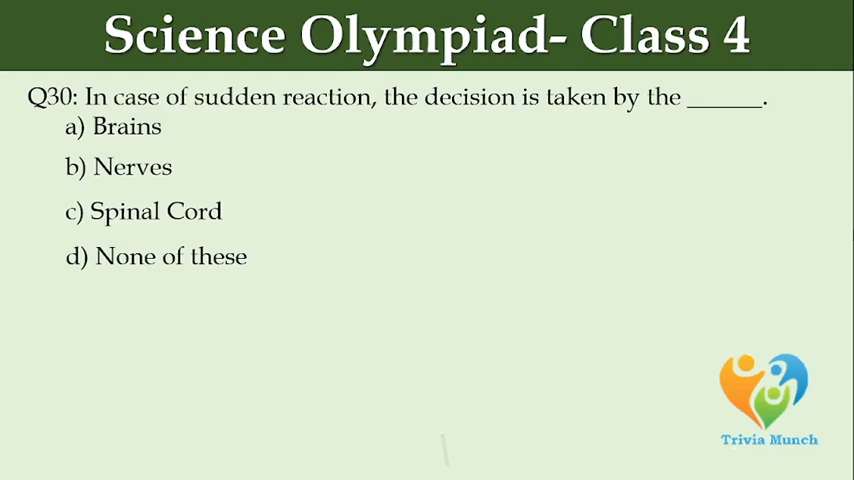 Science Olympiad- Class 4
Q30: In case of sudden reaction, the decision is taken by the ______.
a) Brains
b) Nerves
c) Spinal Cord
d) None of these
Trivia Munch